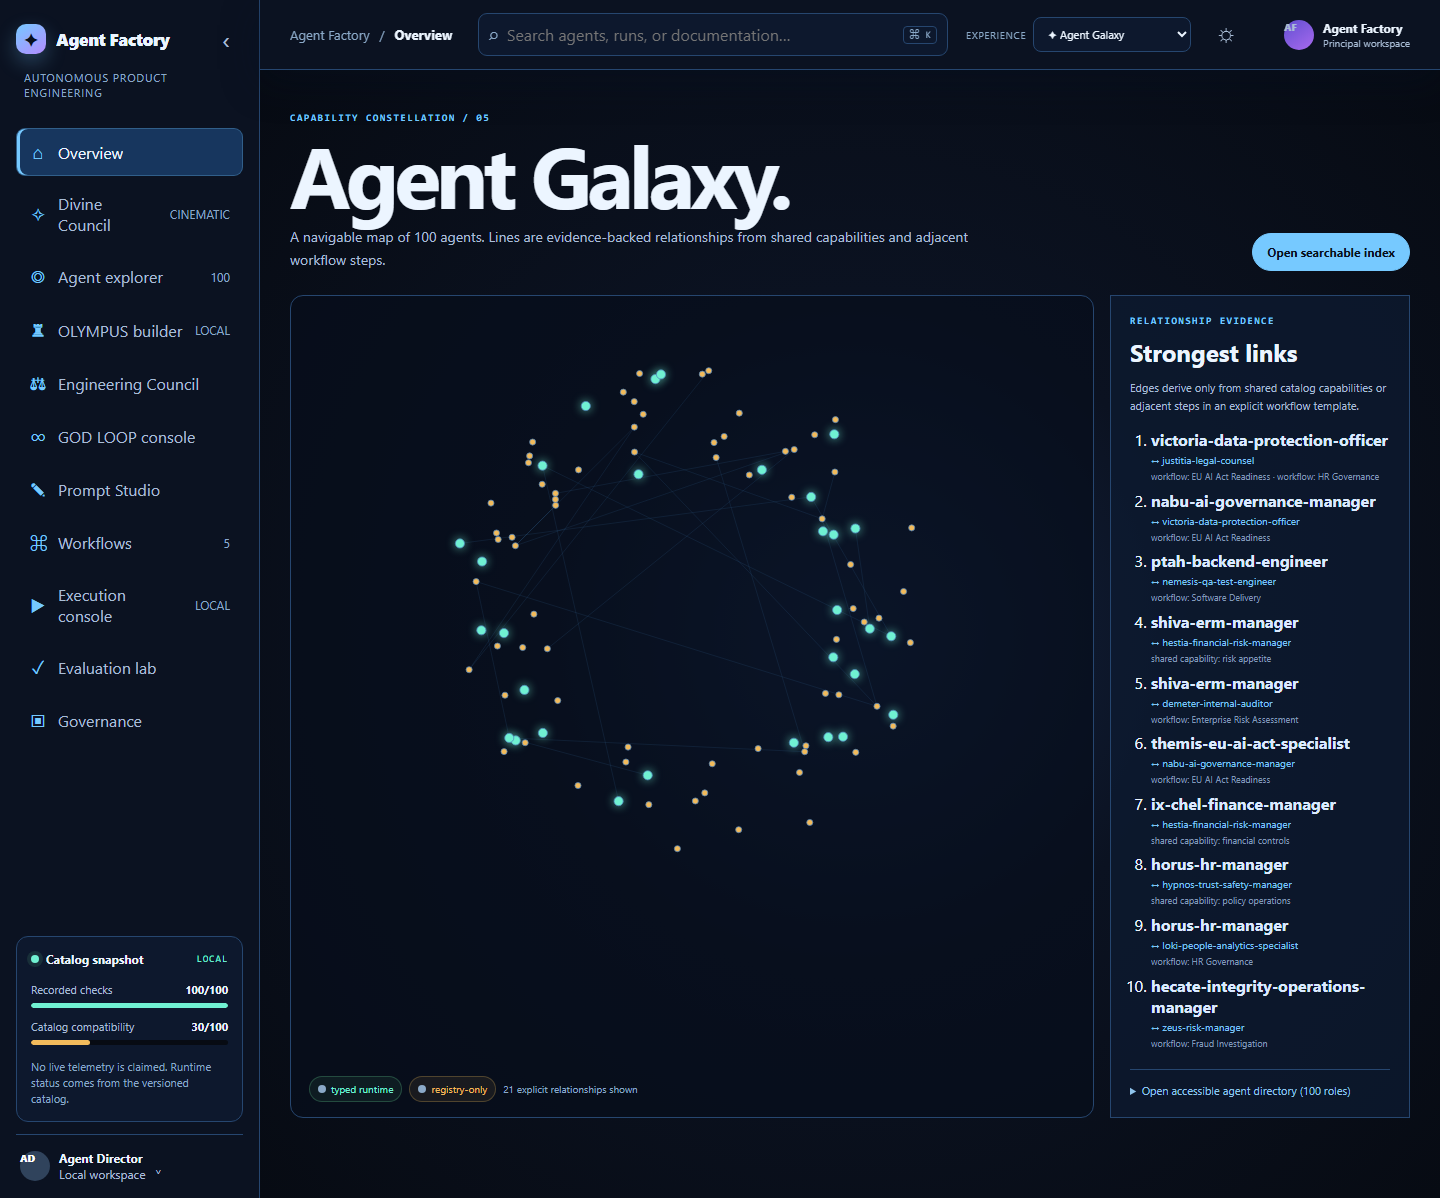 Agent Factory
AUTONOMOUS PRODUCT
ENGINEERING
Overview
Divine
Council
CINEMATIC
Agent explorer
100
OLYMPUS builder
LOCAL
Engineering Council
GOD LOOP console
Prompt Studio
Workflows
5
Execution
console
LOCAL
Evaluation lab
Governance
Catalog snapshot
LOCAL
Recorded checks
100/100
Catalog compatibility
30/100
No live telemetry is claimed. Runtime
status comes from the versioned
catalog.
AD
Agent Director
Local workspace
Agent Factory / Overview
Search agents, runs, or documentation...
⌘ K
EXPERIENCE
✦ Agent Galaxy
AF
Agent Factory
Principal workspace
CAPABILITY CONSTELLATION / 05
Agent Galaxy.
A navigable map of 100 agents. Lines are evidence-backed relationships from shared capabilities and adjacent
workflow steps.
Open searchable index
typed runtime
registry-only
21 explicit relationships shown
RELATIONSHIP EVIDENCE
Strongest links
Edges derive only from shared catalog capabilities or
adjacent steps in an explicit workflow template.
1. victoria-data-protection-officer
↔ justitia-legal-counsel
workflow: EU AI Act Readiness · workflow: HR Governance
2. nabu-ai-governance-manager
↔ victoria-data-protection-officer
workflow: EU AI Act Readiness
3. ptah-backend-engineer
↔ nemesis-qa-test-engineer
workflow: Software Delivery
4. shiva-erm-manager
↔ hestia-financial-risk-manager
shared capability: risk appetite
5. shiva-erm-manager
↔ demeter-internal-auditor
workflow: Enterprise Risk Assessment
6. themis-eu-ai-act-specialist
↔ nabu-ai-governance-manager
workflow: EU AI Act Readiness
7. ix-chel-finance-manager
↔ hestia-financial-risk-manager
shared capability: financial controls
8. horus-hr-manager
↔ hypnos-trust-safety-manager
shared capability: policy operations
9. horus-hr-manager
↔ loki-people-analytics-specialist
workflow: HR Governance
10. hecate-integrity-operations-
manager
↔ zeus-risk-manager
workflow: Fraud Investigation
▶ Open accessible agent directory (100 roles)